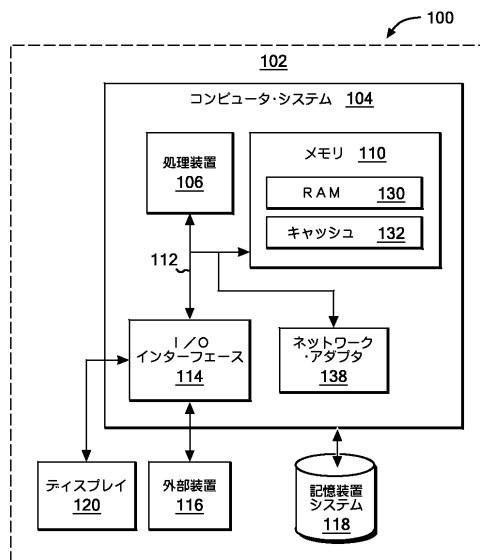 100
102
コンピュータ・システム 104
処理装置
106
メモリ 110
RAM 130
キャッシュ 132
112
I/O
インターフェース
114
ネットワーク
・アダプタ
138
ディスプレイ
120
外部装置
116
記憶装置
システム
118